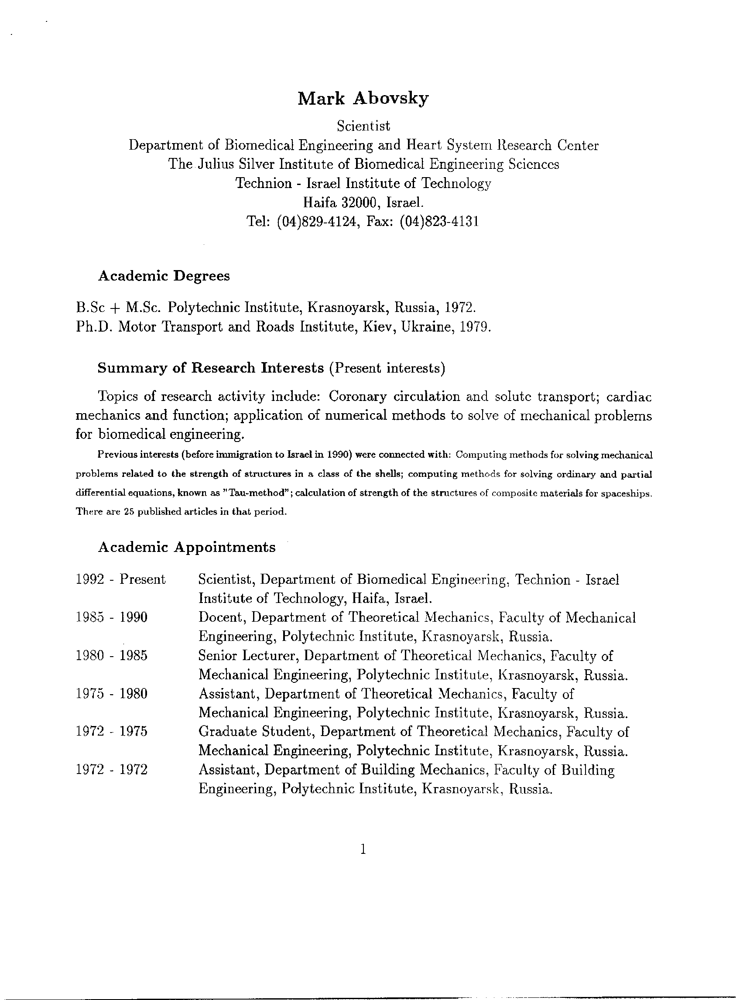 Mark Abovsky
Scientist
Department of Biomedical Engineering and Heart System Research Center
The Julius Silver Institute of Biomedical Engineering Sciences
Technion - Israel Institute of Technology
Haifa 32000, Israel.
Tel: (04)829-4124, Fax: (04)823-4131
Academic Degrees
B.Sc + M.Sc. Polytechnic Institute, Krasnoyarsk, Russia, 1972.
Ph.D. Motor Transport and Roads Institute, Kiev, Ukraine, 1979.
Summary of Research Interests (Present interests)
Topics of research activity include: Coronary circulation and solute transport; cardiac
mechanics and function; application of numerical methods to solve of mechanical problems
for biomedical engineering.
Previous interests (before immigration to Israel in 1990) were connected with: Computing methods for solving mechanical
problems related to the strength of structures in a class of the shells; computing methods for solving ordinary and partial
differential equations, known as "Tau-method"; calculation of strength of the structures of composite materials for spaceships.
There are 25 published articles in that period.
Academic Appointments
1992 - Present Scientist, Department of Biomedical Engineering, Technion - Israel
Institute of Technology, Haifa, Israel.
1985 - 1990 Docent, Department of Theoretical Mechanics, Faculty of Mechanical
Engineering, Polytechnic Institute, Krasnoyarsk, Russia.
1980 - 1985 Senior Lecturer, Department of Theoretical Mechanics, Faculty of
Mechanical Engineering, Polytechnic Institute, Krasnoyarsk, Russia.
1975 - 1980 Assistant, Department of Theoretical Mechanics, Faculty of
Mechanical Engineering, Polytechnic Institute, Krasnoyarsk, Russia.
1972 - 1975 Graduate Student, Department of Theoretical Mechanics, Faculty of
Mechanical Engineering, Polytechnic Institute, Krasnoyarsk, Russia.
1972 - 1972 Assistant, Department of Building Mechanics, Faculty of Building
Engineering, Polytechnic Institute, Krasnoyarsk, Russia.
1